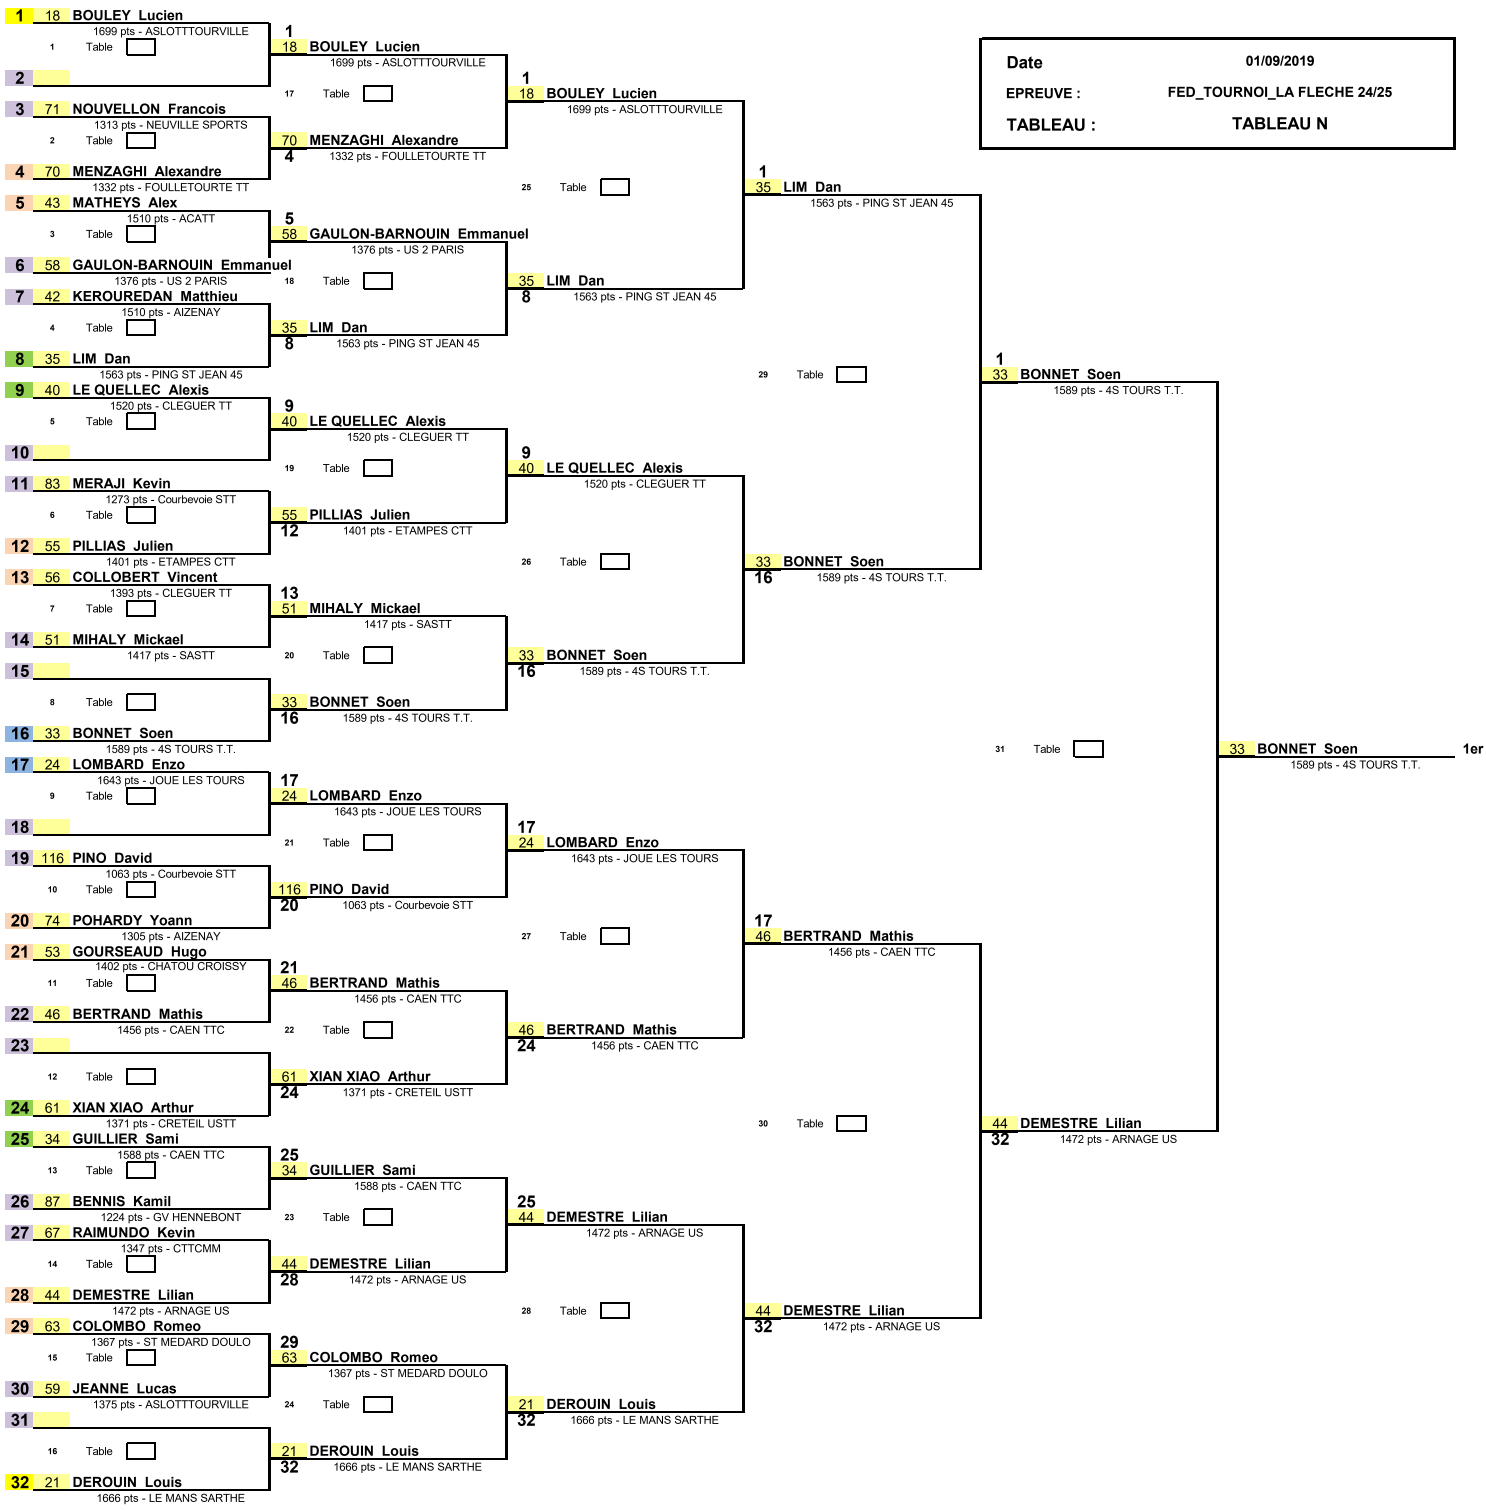 Date 01/09/2019
EPREUVE : FED_TOURNOI_LA FLECHE 24/25
TABLEAU : TABLEAU N
1 18 BOULEY Lucien
1699 pts - ASLOTTTOURVILLE
1 Table
2
3 71 NOUVELLON Francois
1313 pts - NEUVILLE SPORTS
2 Table
4 70 MENZAGHI Alexandre
1332 pts - FOULLETOURTE TT
5 43 MATHEYS Alex
1510 pts - ACATT
3 Table
6 58 GAULON-BARNOUIN Emmanuel
1376 pts - US 2 PARIS
7 42 KEROUREDAN Matthieu
1510 pts - AIZENAY
4 Table
8 35 LIM Dan
1563 pts - PING ST JEAN 45
9 40 LE QUELLEC Alexis
1520 pts - CLEGUER TT
5 Table
10
11 83 MERAJI Kevin
1273 pts - Courbevoie STT
6 Table
12 55 PILLIAS Julien
1401 pts - ETAMPES CTT
13 56 COLLOBERT Vincent
1393 pts - CLEGUER TT
7 Table
14 51 MIHALY Mickael
1417 pts - SASTT
15
8 Table
16 33 BONNET Soen
1589 pts - 4S TOURS T.T.
17 24 LOMBARD Enzo
1643 pts - JOUE LES TOURS
9 Table
18
19 116 PINO David
1063 pts - Courbevoie STT
10 Table
20 74 POHARDY Yoann
1305 pts - AIZENAY
21 53 GOURSEAUD Hugo
1402 pts - CHATOU CROISSY
11 Table
22 46 BERTRAND Mathis
1456 pts - CAEN TTC
23
12 Table
24 61 XIAN XIAO Arthur
1371 pts - CRETEIL USTT
25 34 GUILLIER Sami
1588 pts - CAEN TTC
13 Table
26 87 BENNIS Kamil
1224 pts - GV HENNEBONT
27 67 RAIMUNDO Kevin
1347 pts - CTTCMM
14 Table
28 44 DEMESTRE Lilian
1472 pts - ARNAGE US
29 63 COLOMBO Romeo
1367 pts - ST MEDARD DOULO
15 Table
30 59 JEANNE Lucas
1375 pts - ASLOTTTOURVILLE
31
16 Table
32 21 DEROUIN Louis
1666 pts - LE MANS SARTHE
1
18 BOULEY Lucien
1699 pts - ASLOTTTOURVILLE
17 Table
70 MENZAGHI Alexandre
4 1332 pts - FOULLETOURTE TT
5
58 GAULON-BARNOUIN Emmanuel
1376 pts - US 2 PARIS
18 Table
35 LIM Dan
8 1563 pts - PING ST JEAN 45
9
40 LE QUELLEC Alexis
1520 pts - CLEGUER TT
19 Table
55 PILLIAS Julien
12 1401 pts - ETAMPES CTT
13
51 MIHALY Mickael
1417 pts - SASTT
20 Table
33 BONNET Soen
16 1589 pts - 4S TOURS T.T.
17
24 LOMBARD Enzo
1643 pts - JOUE LES TOURS
21 Table
116 PINO David
20 1063 pts - Courbevoie STT
21
46 BERTRAND Mathis
1456 pts - CAEN TTC
22 Table
61 XIAN XIAO Arthur
24 1371 pts - CRETEIL USTT
25
34 GUILLIER Sami
1588 pts - CAEN TTC
23 Table
44 DEMESTRE Lilian
28 1472 pts - ARNAGE US
29
63 COLOMBO Romeo
1367 pts - ST MEDARD DOULO
24 Table
21 DEROUIN Louis
32 1666 pts - LE MANS SARTHE
1
18 BOULEY Lucien
1699 pts - ASLOTTTOURVILLE
25 Table
35 LIM Dan
8 1563 pts - PING ST JEAN 45
9
40 LE QUELLEC Alexis
1520 pts - CLEGUER TT
26 Table
33 BONNET Soen
16 1589 pts - 4S TOURS T.T.
17
24 LOMBARD Enzo
1643 pts - JOUE LES TOURS
27 Table
46 BERTRAND Mathis
24 1456 pts - CAEN TTC
25
44 DEMESTRE Lilian
1472 pts - ARNAGE US
28 Table
21 DEROUIN Louis
32 1666 pts - LE MANS SARTHE
1
35 LIM Dan
1563 pts - PING ST JEAN 45
29 Table
33 BONNET Soen
16 1589 pts - 4S TOURS T.T.
17
46 BERTRAND Mathis
1456 pts - CAEN TTC
30 Table
44 DEMESTRE Lilian
32 1472 pts - ARNAGE US
1
33 BONNET Soen
1589 pts - 4S TOURS T.T.
31 Table
44 DEMESTRE Lilian
32 1472 pts - ARNAGE US
33 BONNET Soen 1er
1589 pts - 4S TOURS T.T.